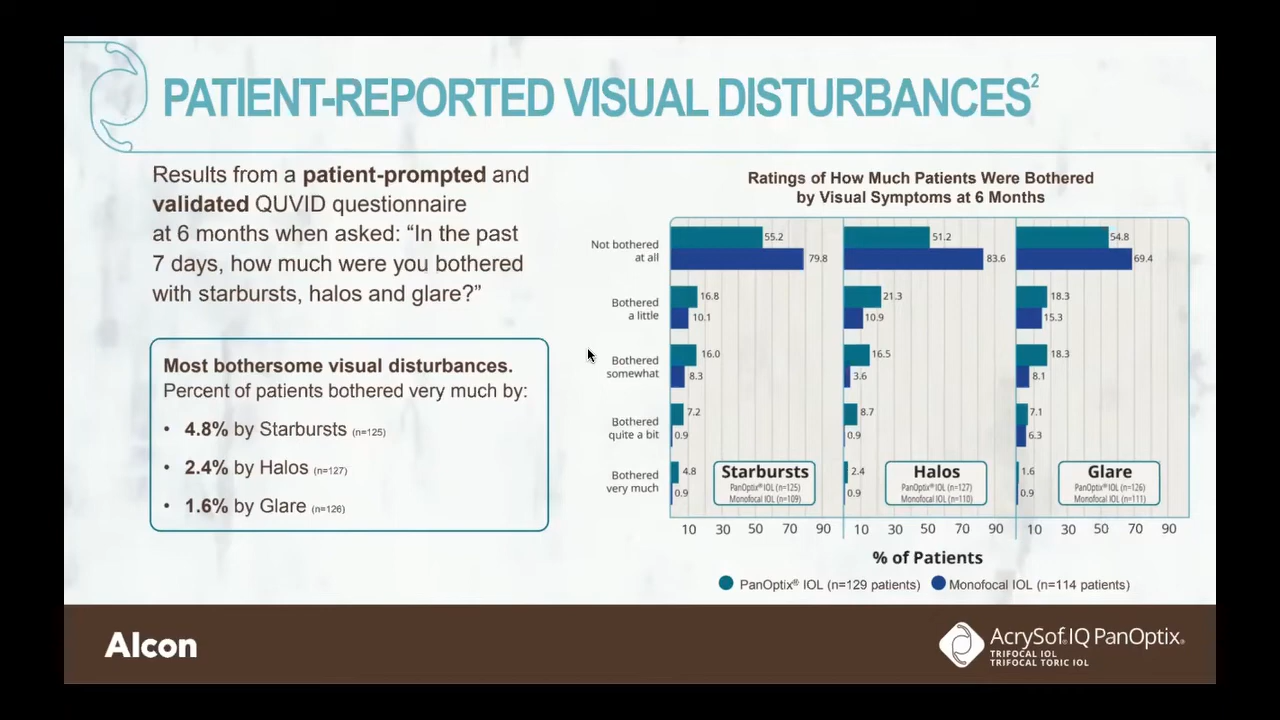 PATIENT-REPORTED VISUAL DISTURBANCES2
Results from a patient-prompted and
validated QUVID questionnaire
at 6 months when asked: “In the past
7 days, how much were you bothered
with starbursts, halos and glare?”
Most bothersome visual disturbances.
Percent of patients bothered very much by:
• 4.8% by Starbursts (n=125)
• 2.4% by Halos (n=127)
• 1.6% by Glare (n=126)
Ratings of How Much Patients Were Bothered
by Visual Symptoms at 6 Months
Not bothered
at all
55.2
79.8
51.2
83.6
54.8
69.4
Bothered
a little
16.8
10.1
21.3
10.9
18.3
15.3
Bothered
somewhat
16.0
8.3
16.5
3.6
18.3
8.1
Bothered
quite a bit
7.2
0.9
8.7
0.9
7.1
6.3
Bothered
very much
4.8
0.9
2.4
0.9
1.6
0.9
Starbursts
PanOptix® IOL (n=125)
Monofocal IOL (n=109)
Halos
PanOptix® IOL (n=127)
Monofocal IOL (n=110)
Glare
PanOptix® IOL (n=126)
Monofocal IOL (n=111)
10 30 50 70 90 10 30 50 70 90 10 30 50 70 90
% of Patients
PanOptix® IOL (n=129 patients) Monofocal IOL (n=114 patients)
Alcon
AcrySof® IQ PanOptix®
TRIFOCAL IOL
TRIFOCAL TORIC IOL